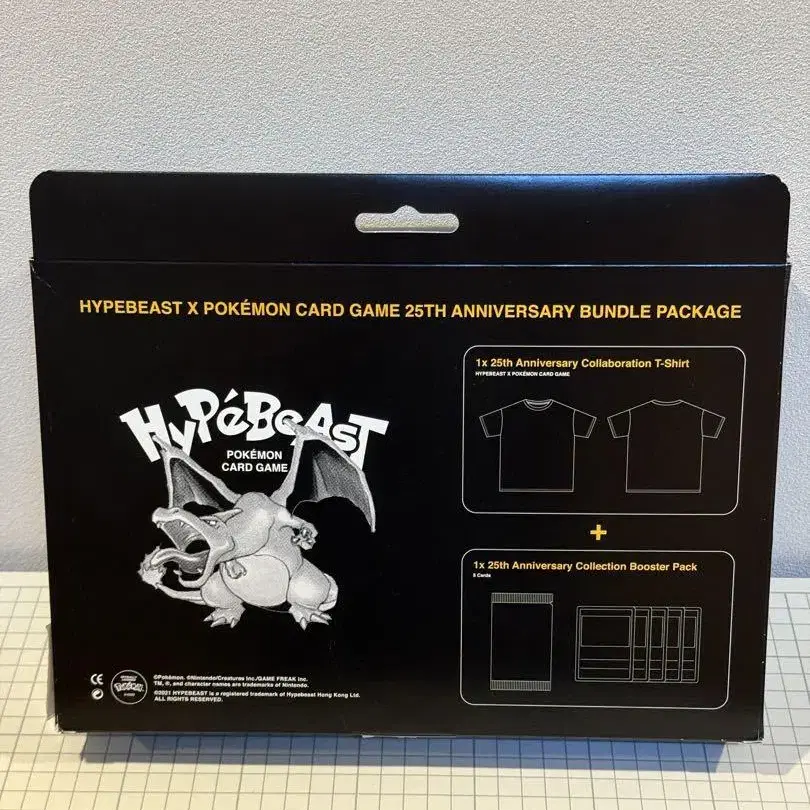 HYPEBEAST X POKÉMON CARD GAME 25TH ANNIVERSARY BUNDLE PACKAGE
HYPéBEAST
POKÉMON
CARD GAME
1x 25th Anniversary Collaboration T-Shirt
HYPEBEAST X POKÉMON CARD GAME
+
1x 25th Anniversary Collection Booster Pack
5 Cards
CE
Pokémon
©Pokémon. ©Nintendo/Creatures Inc./GAME FREAK Inc.
TM, ®, and character names are trademarks of Nintendo.
©2021 HYPEBEAST is a registered trademark of Hypebeast Hong Kong Ltd.
ALL RIGHTS RESERVED.